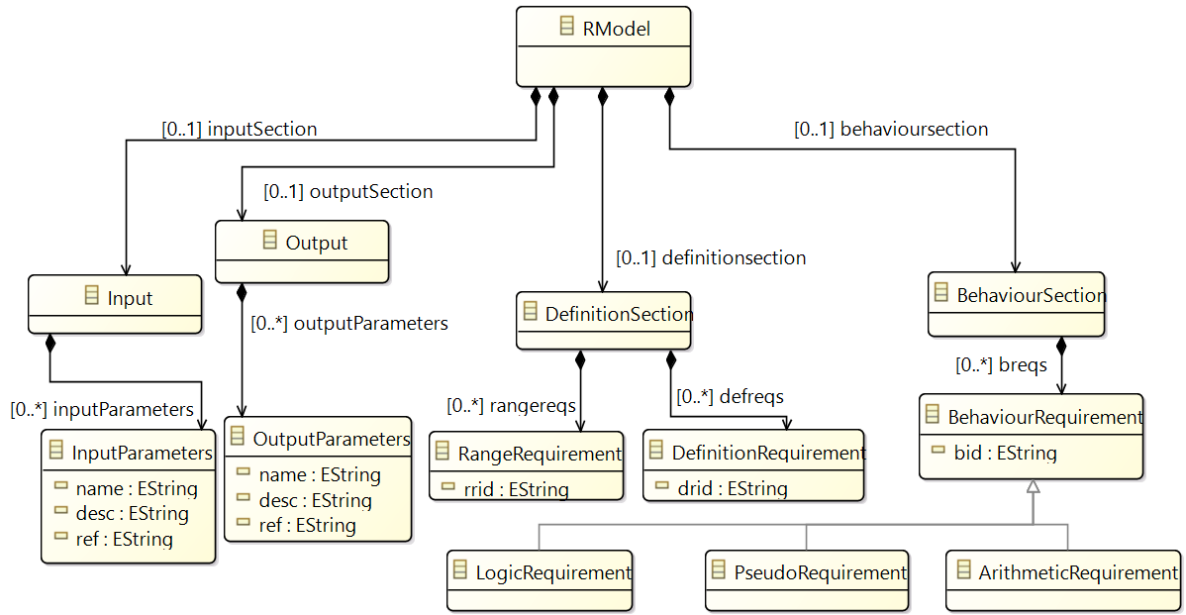 RModel
[0..1] inputSection
[0..1] behavioursection
[0..1] outputSection
Output
[0..1] definitionsection
Input
BehaviourSection
DefinitionSection
[0..*] outputParameters
[0..*] breqs
[0..*] inputParameters
[0..*] rangereqs
[0..*] defreqs
BehaviourRequirement
bid : EString
InputParameters
name : EString
desc : EString
ref : EString
OutputParameters
name : EString
desc : EString
ref : EString
RangeRequirement
rrid : EString
DefinitionRequirement
drid : EString
LogicRequirement
PseudoRequirement
ArithmeticRequirement